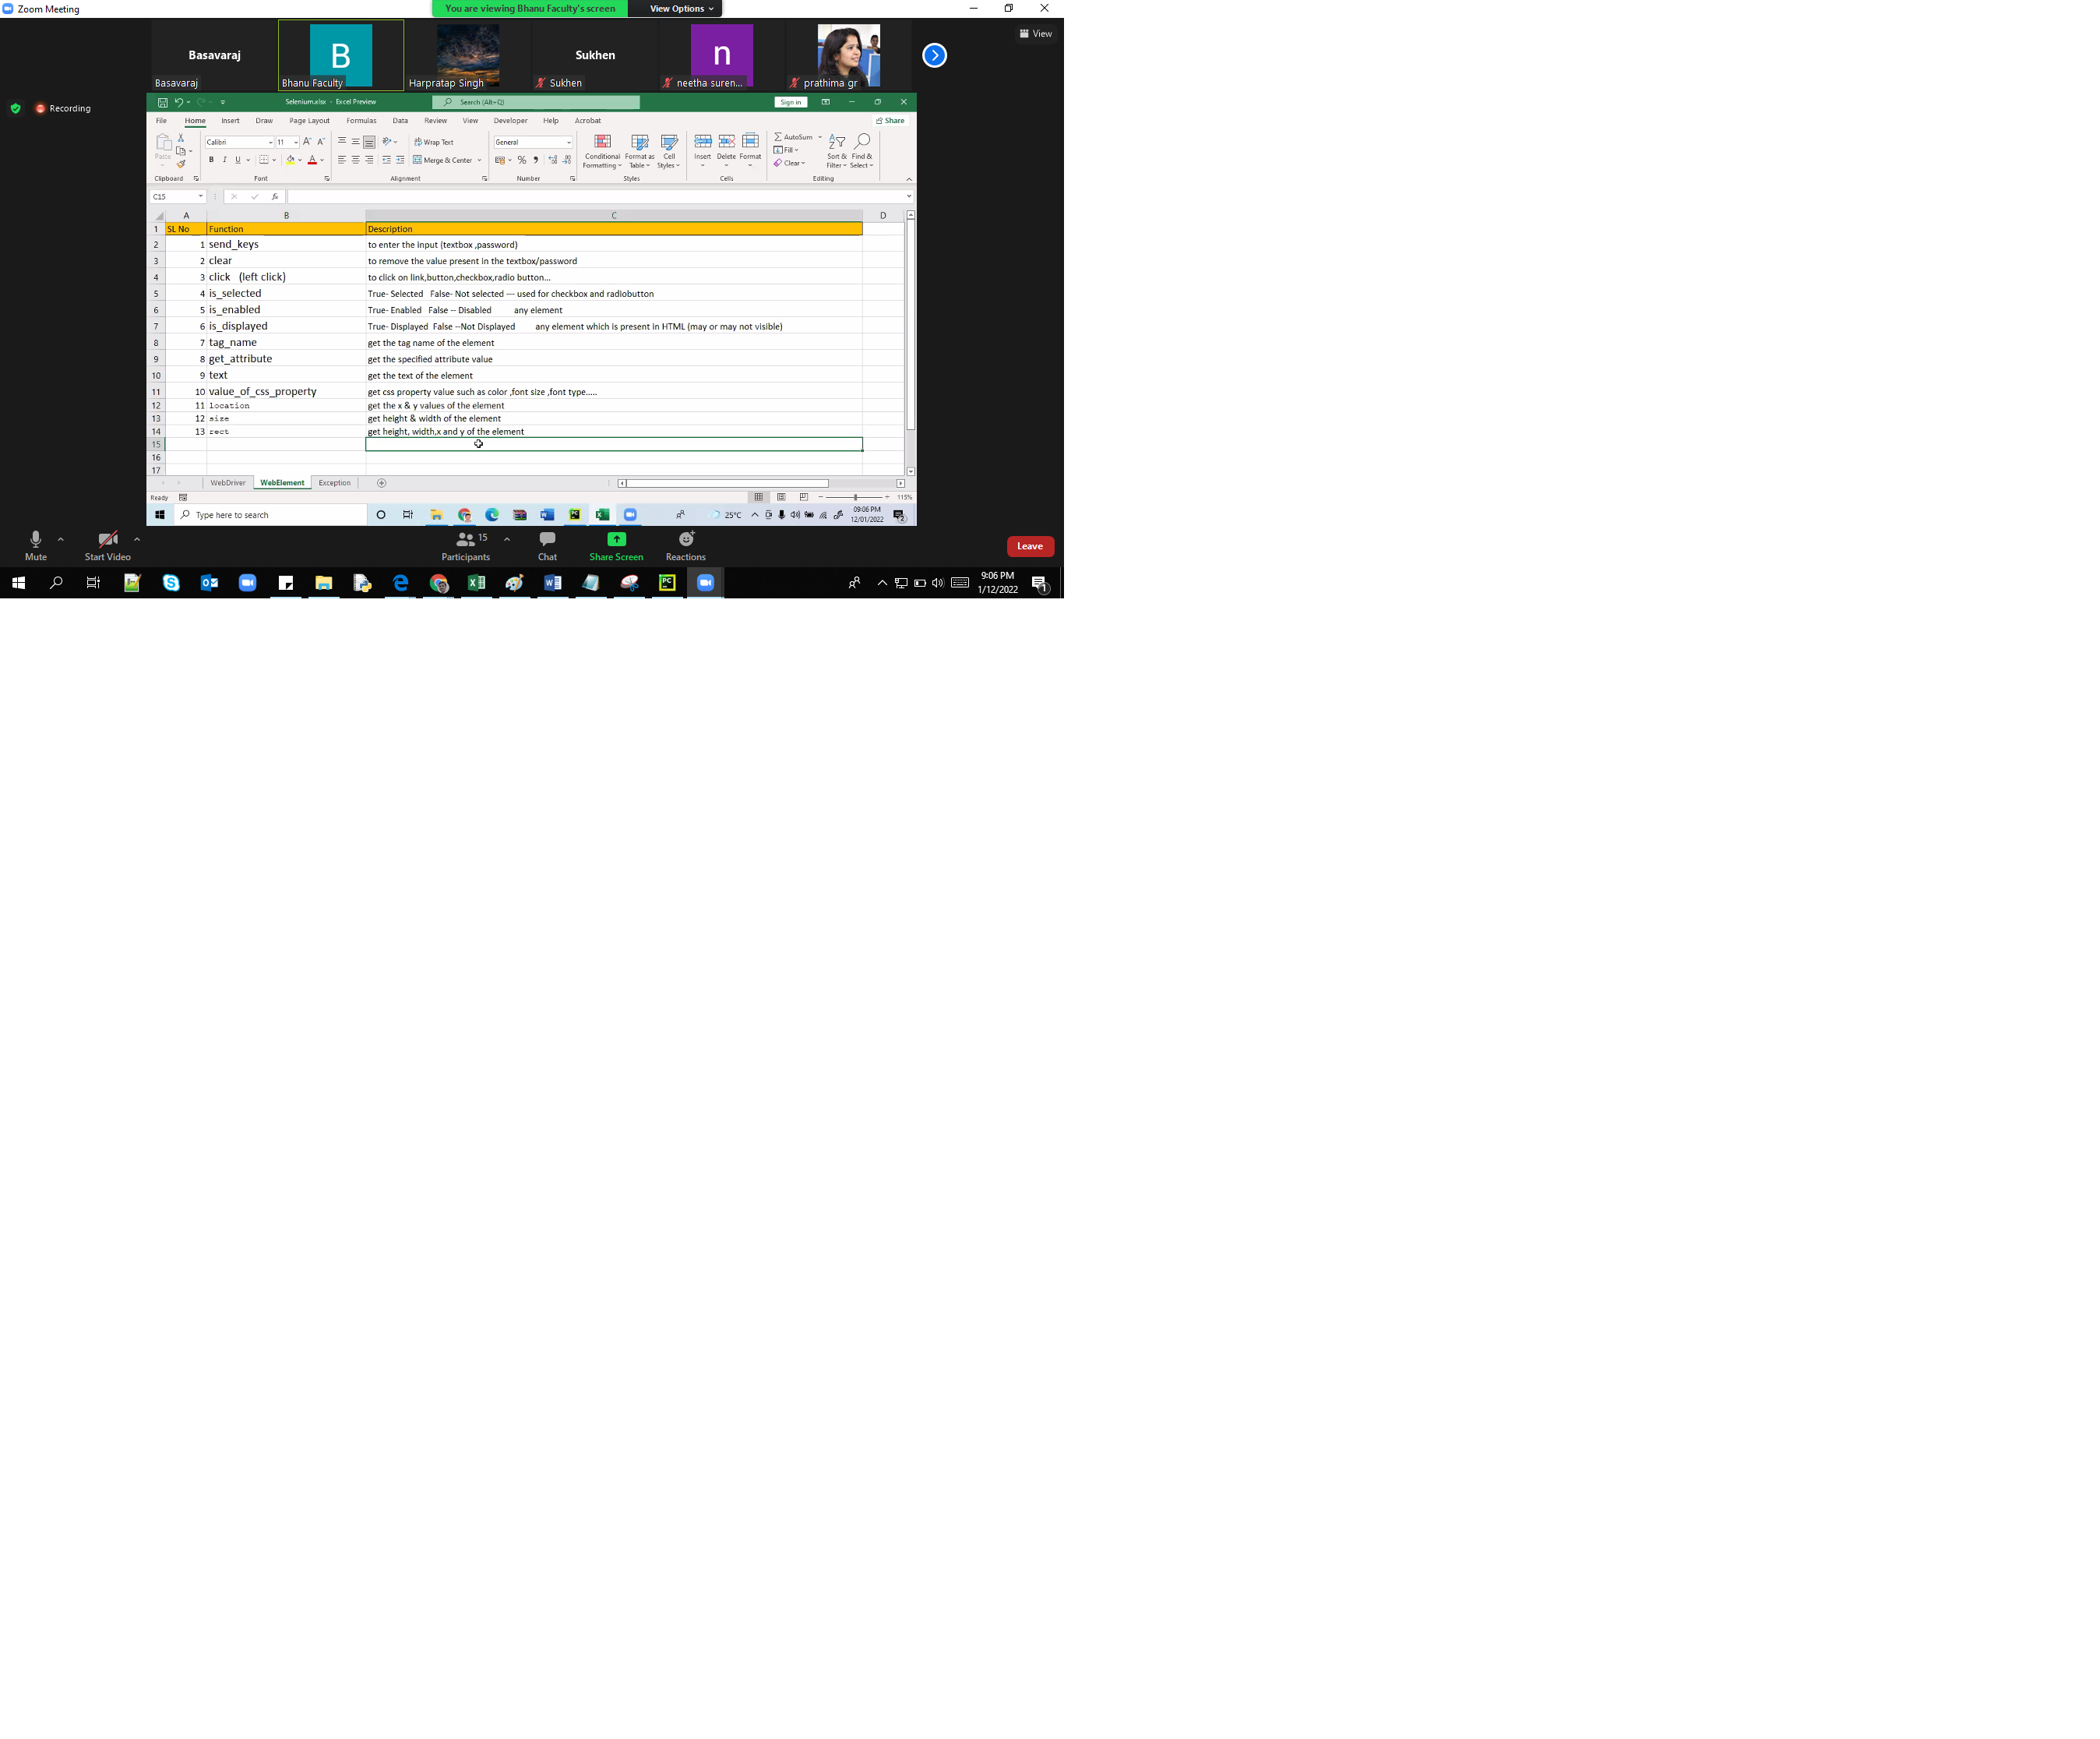 Zoom Meeting
You are viewing Bhanu Faculty's screen View Options
View
Basavaraj B Sukhen n
Basavaraj Bhanu Faculty Harpratap Singh Sukhen neetha suren... prathima gr
Recording
Selenium.xlsx - Excel Preview Search (Alt+Q) Sign in
File Home Insert Draw Page Layout Formulas Data Review View Developer Help Acrobat Share
Paste Calibri 11 Wrap Text General Conditional Formatting Format as Table Cell Styles Insert Delete Format AutoSum Sort & Filter Find & Select
B I U Merge & Center Fill
Clear
Clipboard Font Alignment Number Styles Cells Editing
C15 fx
A B C D
1 SL No Function Description
2 1 send_keys to enter the input (textbox ,password)
3 2 clear to remove the value present in the textbox/password
4 3 click (left click) to click on link,button,checkbox,radio button...
5 4 is_selected True- Selected False- Not selected --- used for checkbox and radiobutton
6 5 is_enabled True- Enabled False -- Disabled any element
7 6 is_displayed True- Displayed False --Not Displayed any element which is present in HTML (may or may not visible)
8 7 tag_name get the tag name of the element
9 8 get_attribute get the specified attribute value
10 9 text get the text of the element
11 10 value_of_css_property get css property value such as color ,font size ,font type.....
12 11 location get the x & y values of the element
13 12 size get height & width of the element
14 13 rect get height, width,x and y of the element
15
16
17
WebDriver WebElement Exception
Ready 115%
Type here to search 25°C 09:06 PM
12/01/2022 2
Mute Start Video Participants 15 Chat Share Screen Reactions Leave
9:06 PM
1/12/2022 1